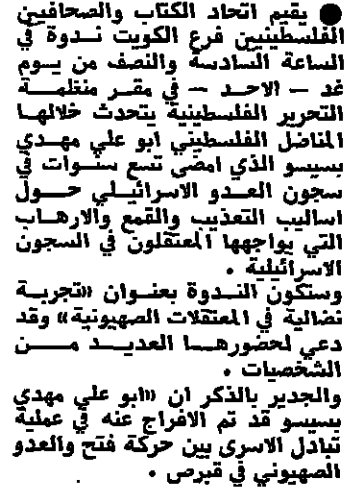 ● يقيم اتحاد الكتاب والصحافيين
الفلسطينيين فرع الكويت ندوة في
الساعة السادسة والنصف من يوم
غد — الاحد — في مقر منظمة
التحرير الفلسطينية يتحدث خلالها
المناضل الفلسطيني ابو علي مهدي
بسيسو الذي امضى تسع سنوات في
سجون العدو الاسرائيلي حول
اساليب التعذيب والقمع والارهاب
التي يواجهها المعتقلون في السجون
الاسرائيلية .
وستكون الندوة بعنوان «تجربة
نضالية في المعتقلات الصهيونية» وقد
دعي لحضورها العديد من
الشخصيات .
والجدير بالذكر ان «ابو علي مهدي
بسيسو قد تم الافراج عنه في عملية
تبادل الاسرى بين حركة فتح والعدو
الصهيوني في قبرص .